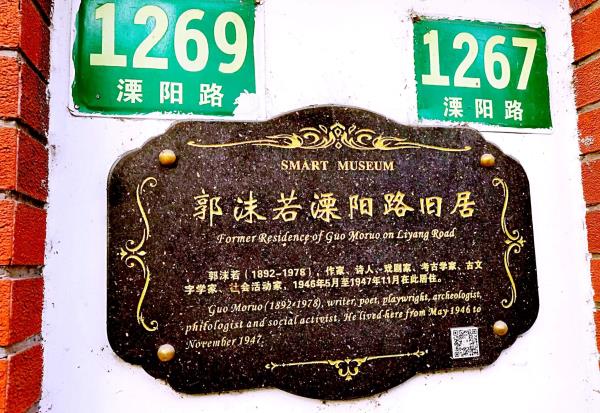 1269
溧阳路
1267
溧阳路
SMART MUSEUM
郭沫若溧阳路旧居
Former Residence of Guo Moruo on Liyang Road
郭沫若（1892-1978），作家、诗人、戏剧家、考古学家、古文
字学家、社会活动家，1946年5月至1947年11月在此居住。
Guo Moruo (1892-1978), writer, poet, playwright, archeologist,
philologist and social activist. He lived here from May 1946 to
November 1947.